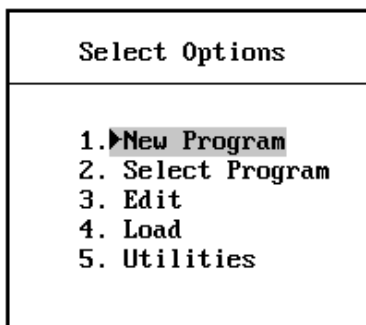 Select Options
1.▶New Program
2. Select Program
3. Edit
4. Load
5. Utilities